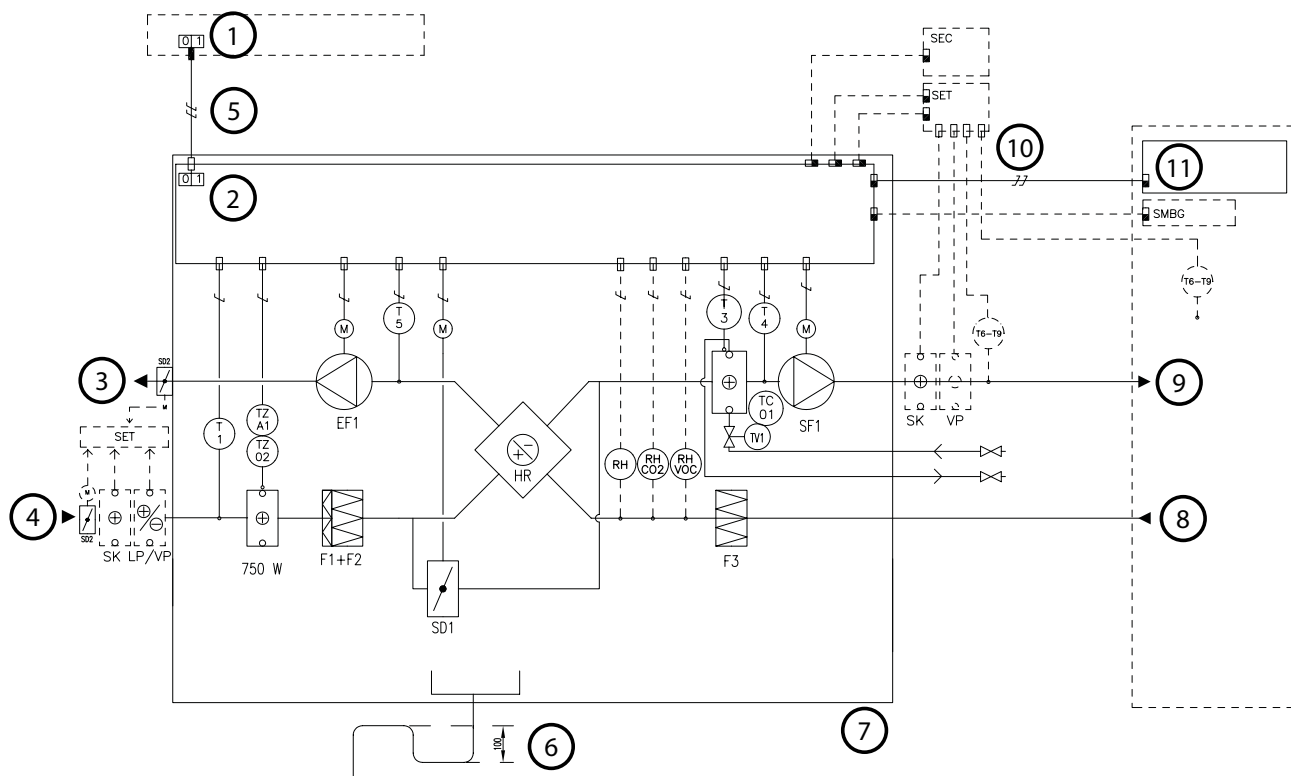 0 1
1
SEC
SET
5
10
11
0 1
2
SMBG
T6-T9
T
5
M
M
T
3
T
4
M
T6-T9
SD2
3
M
EF1
SF1
SK
VP
9
SET
T
1
TZ
A1
TZ
02
TC
01
TV1
HR
RH
RH
CO2
RH
VOC
M
4
SD2
SK
LP/VP
750 W
F1+F2
F3
8
SD1
100
6
7